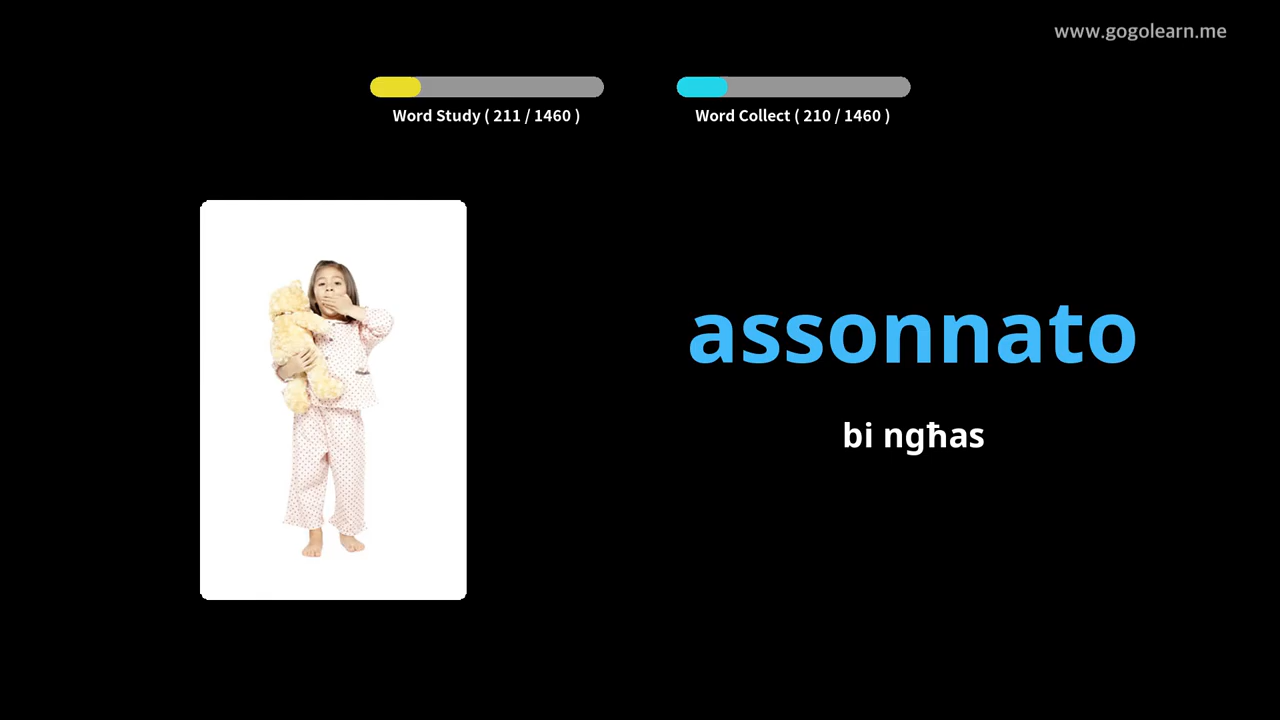 www.gogolearn.me
Word Study ( 211 / 1460 )
Word Collect ( 210 / 1460 )
assonnato
bi ngħas